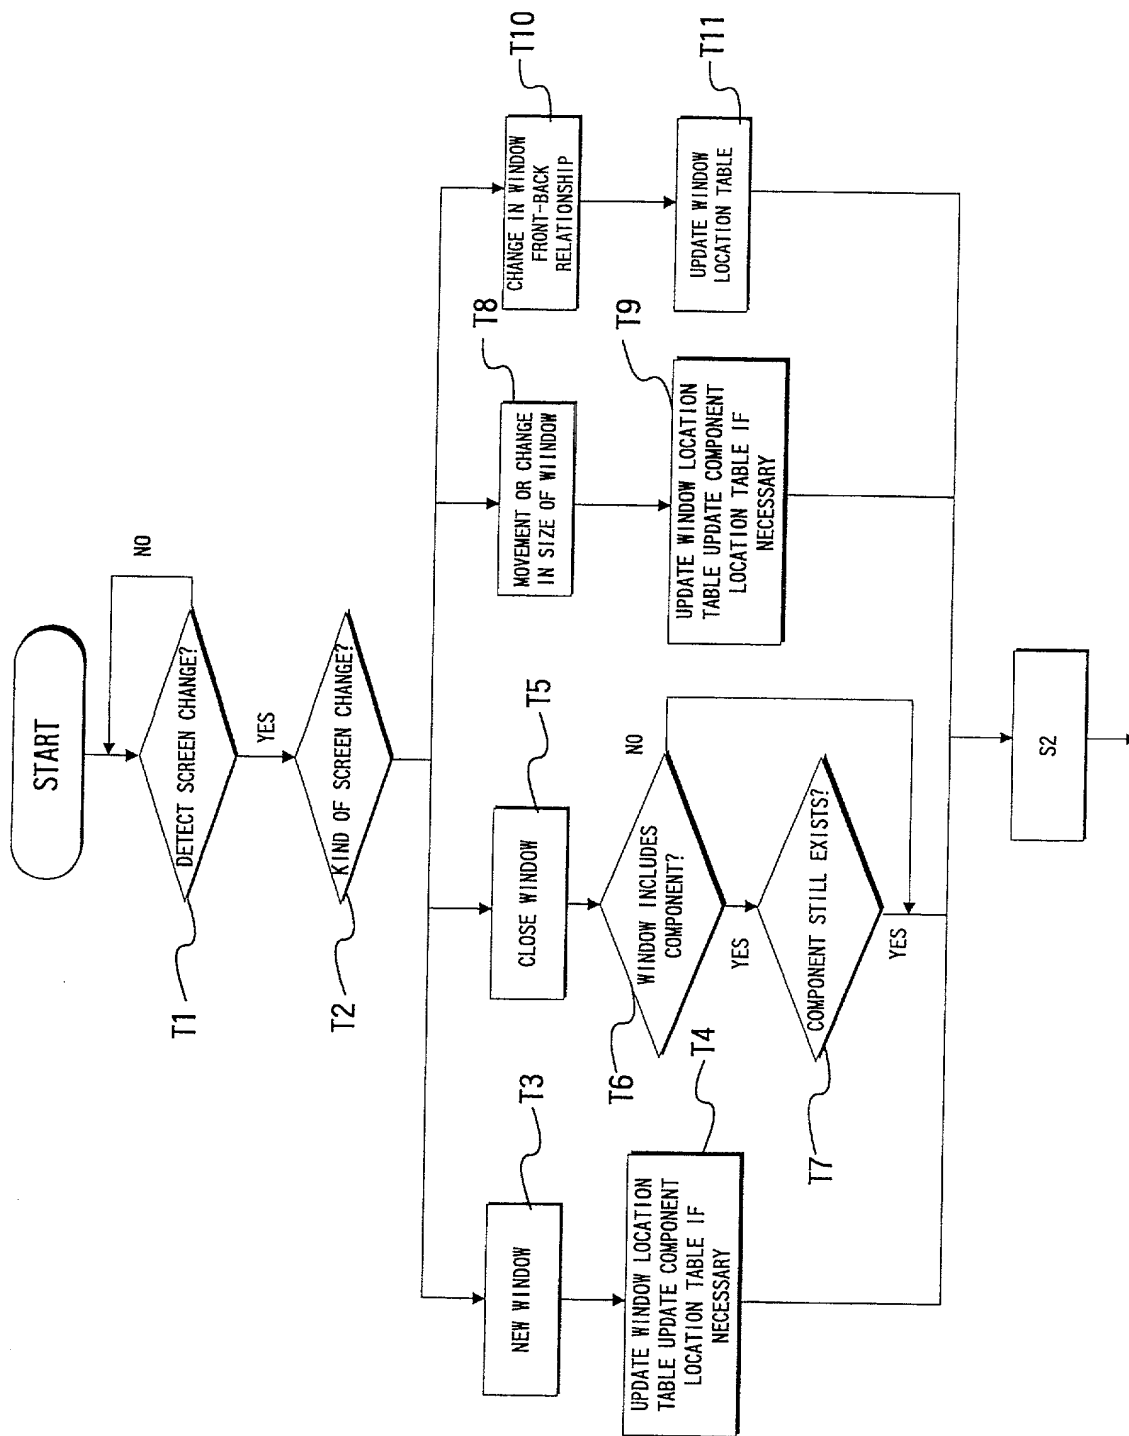 START
DETECT SCREEN CHANGE?
T1
NO
YES
KIND OF SCREEN CHANGE?
T2
NEW WINDOW
T3
UPDATE WINDOW LOCATION
TABLE UPDATE COMPONENT
LOCATION TABLE IF
NECESSARY
T4
CLOSE WINDOW
T5
WINDOW INCLUDES
COMPONENT?
T6
NO
YES
COMPONENT STILL EXISTS?
T7
YES
MOVEMENT OR CHANGE
IN SIZE OF WIINDOW
T8
UPDATE WINDOW LOCATION
TABLE UPDATE COMPONENT
LOCATION TABLE IF
NECESSARY
T9
CHANGE IN WINDOW
FRONT-BACK
RELATIONSHIP
T10
UPDATE WINDOW
LOCATION TABLE
T11
S2